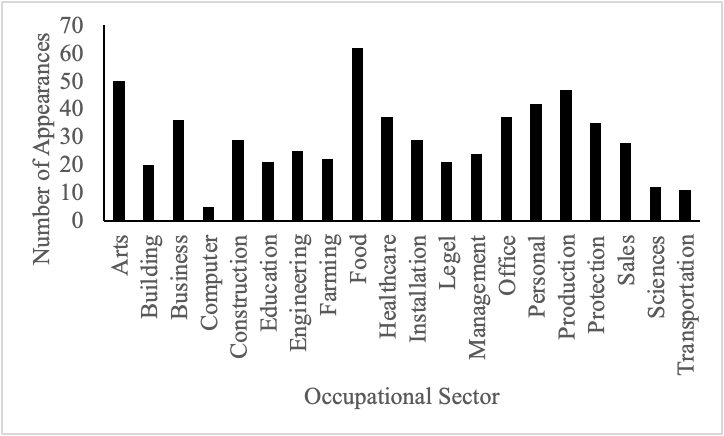 70
60
50
40
30
20
10
0
Number of Appearances
Arts
Building
Business
Computer
Construction
Education
Engineering
Farming
Food
Healthcare
Installation
Legel
Management
Office
Personal
Production
Protection
Sales
Sciences
Transportation
Occupational Sector